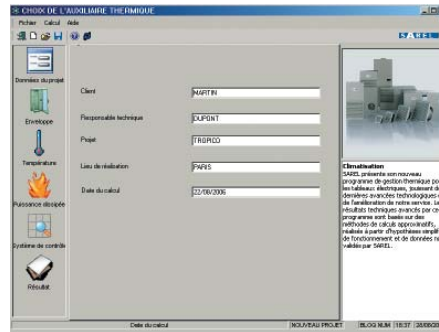 CHOIX DE L'AUXILIAIRE THERMIQUE
Fichier Calcul Aide
SAREL
Données du projet
Enveloppe
Température
Puissance dissipée
Système de contrôle
Résultat
Client MARTIN
Responsable technique DUPONT
Projet TROPICO
Lieu de réalisation PARIS
Date du calcul 22/08/2006
Climatisation
SAREL présente son nouveau
programme de gestion thermique po
les tableaux électriques, jouissant d
dernières avancées technologiques
de l'amélioration de notre service. Le
résultats techniques avancés par ce
programme sont basés sur des
méthodes de calculs approximatifs,
réalisés à partir d'hypothèses simplif
de fonctionnement et de données n
validés par SAREL.
Date du calcul NOUVEAU PROJET BLOQ NUM 16:37